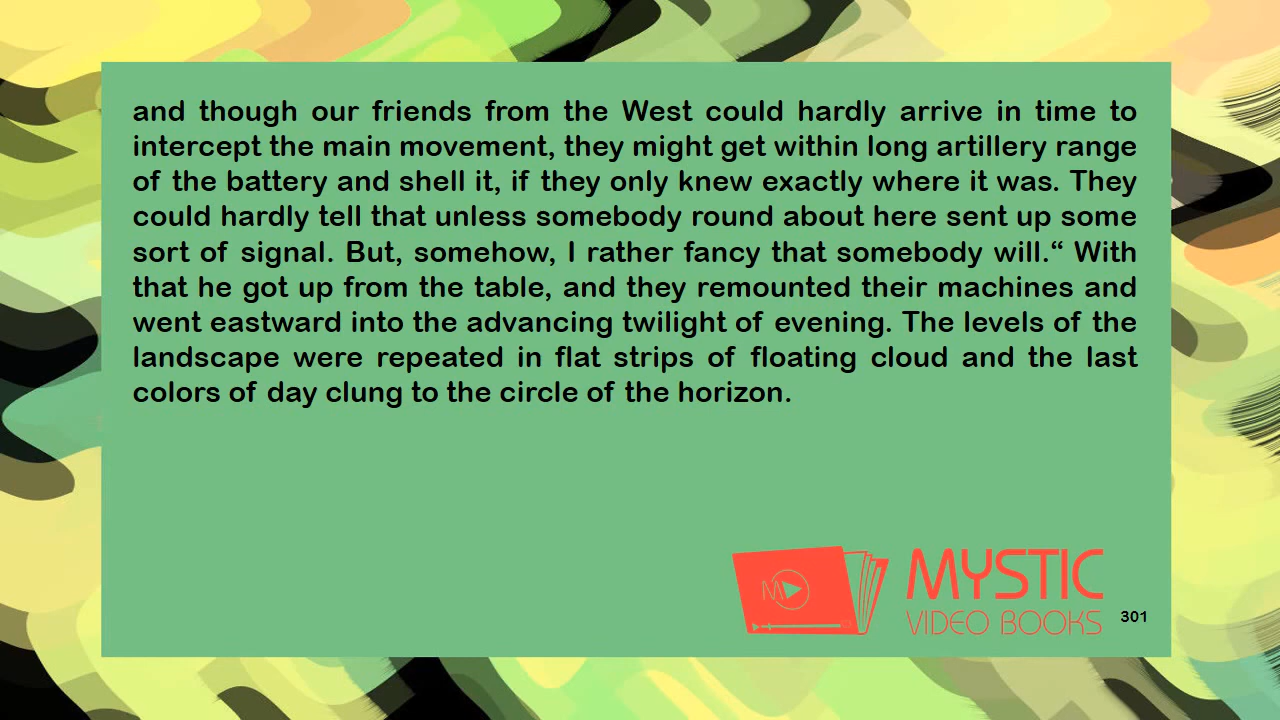 and though our friends from the West could hardly arrive in time to
intercept the main movement, they might get within long artillery range
of the battery and shell it, if they only knew exactly where it was. They
could hardly tell that unless somebody round about here sent up some
sort of signal. But, somehow, I rather fancy that somebody will.“ With
that he got up from the table, and they remounted their machines and
went eastward into the advancing twilight of evening. The levels of the
landscape were repeated in flat strips of floating cloud and the last
colors of day clung to the circle of the horizon.
M
MYSTIC
VIDEO BOOKS
301